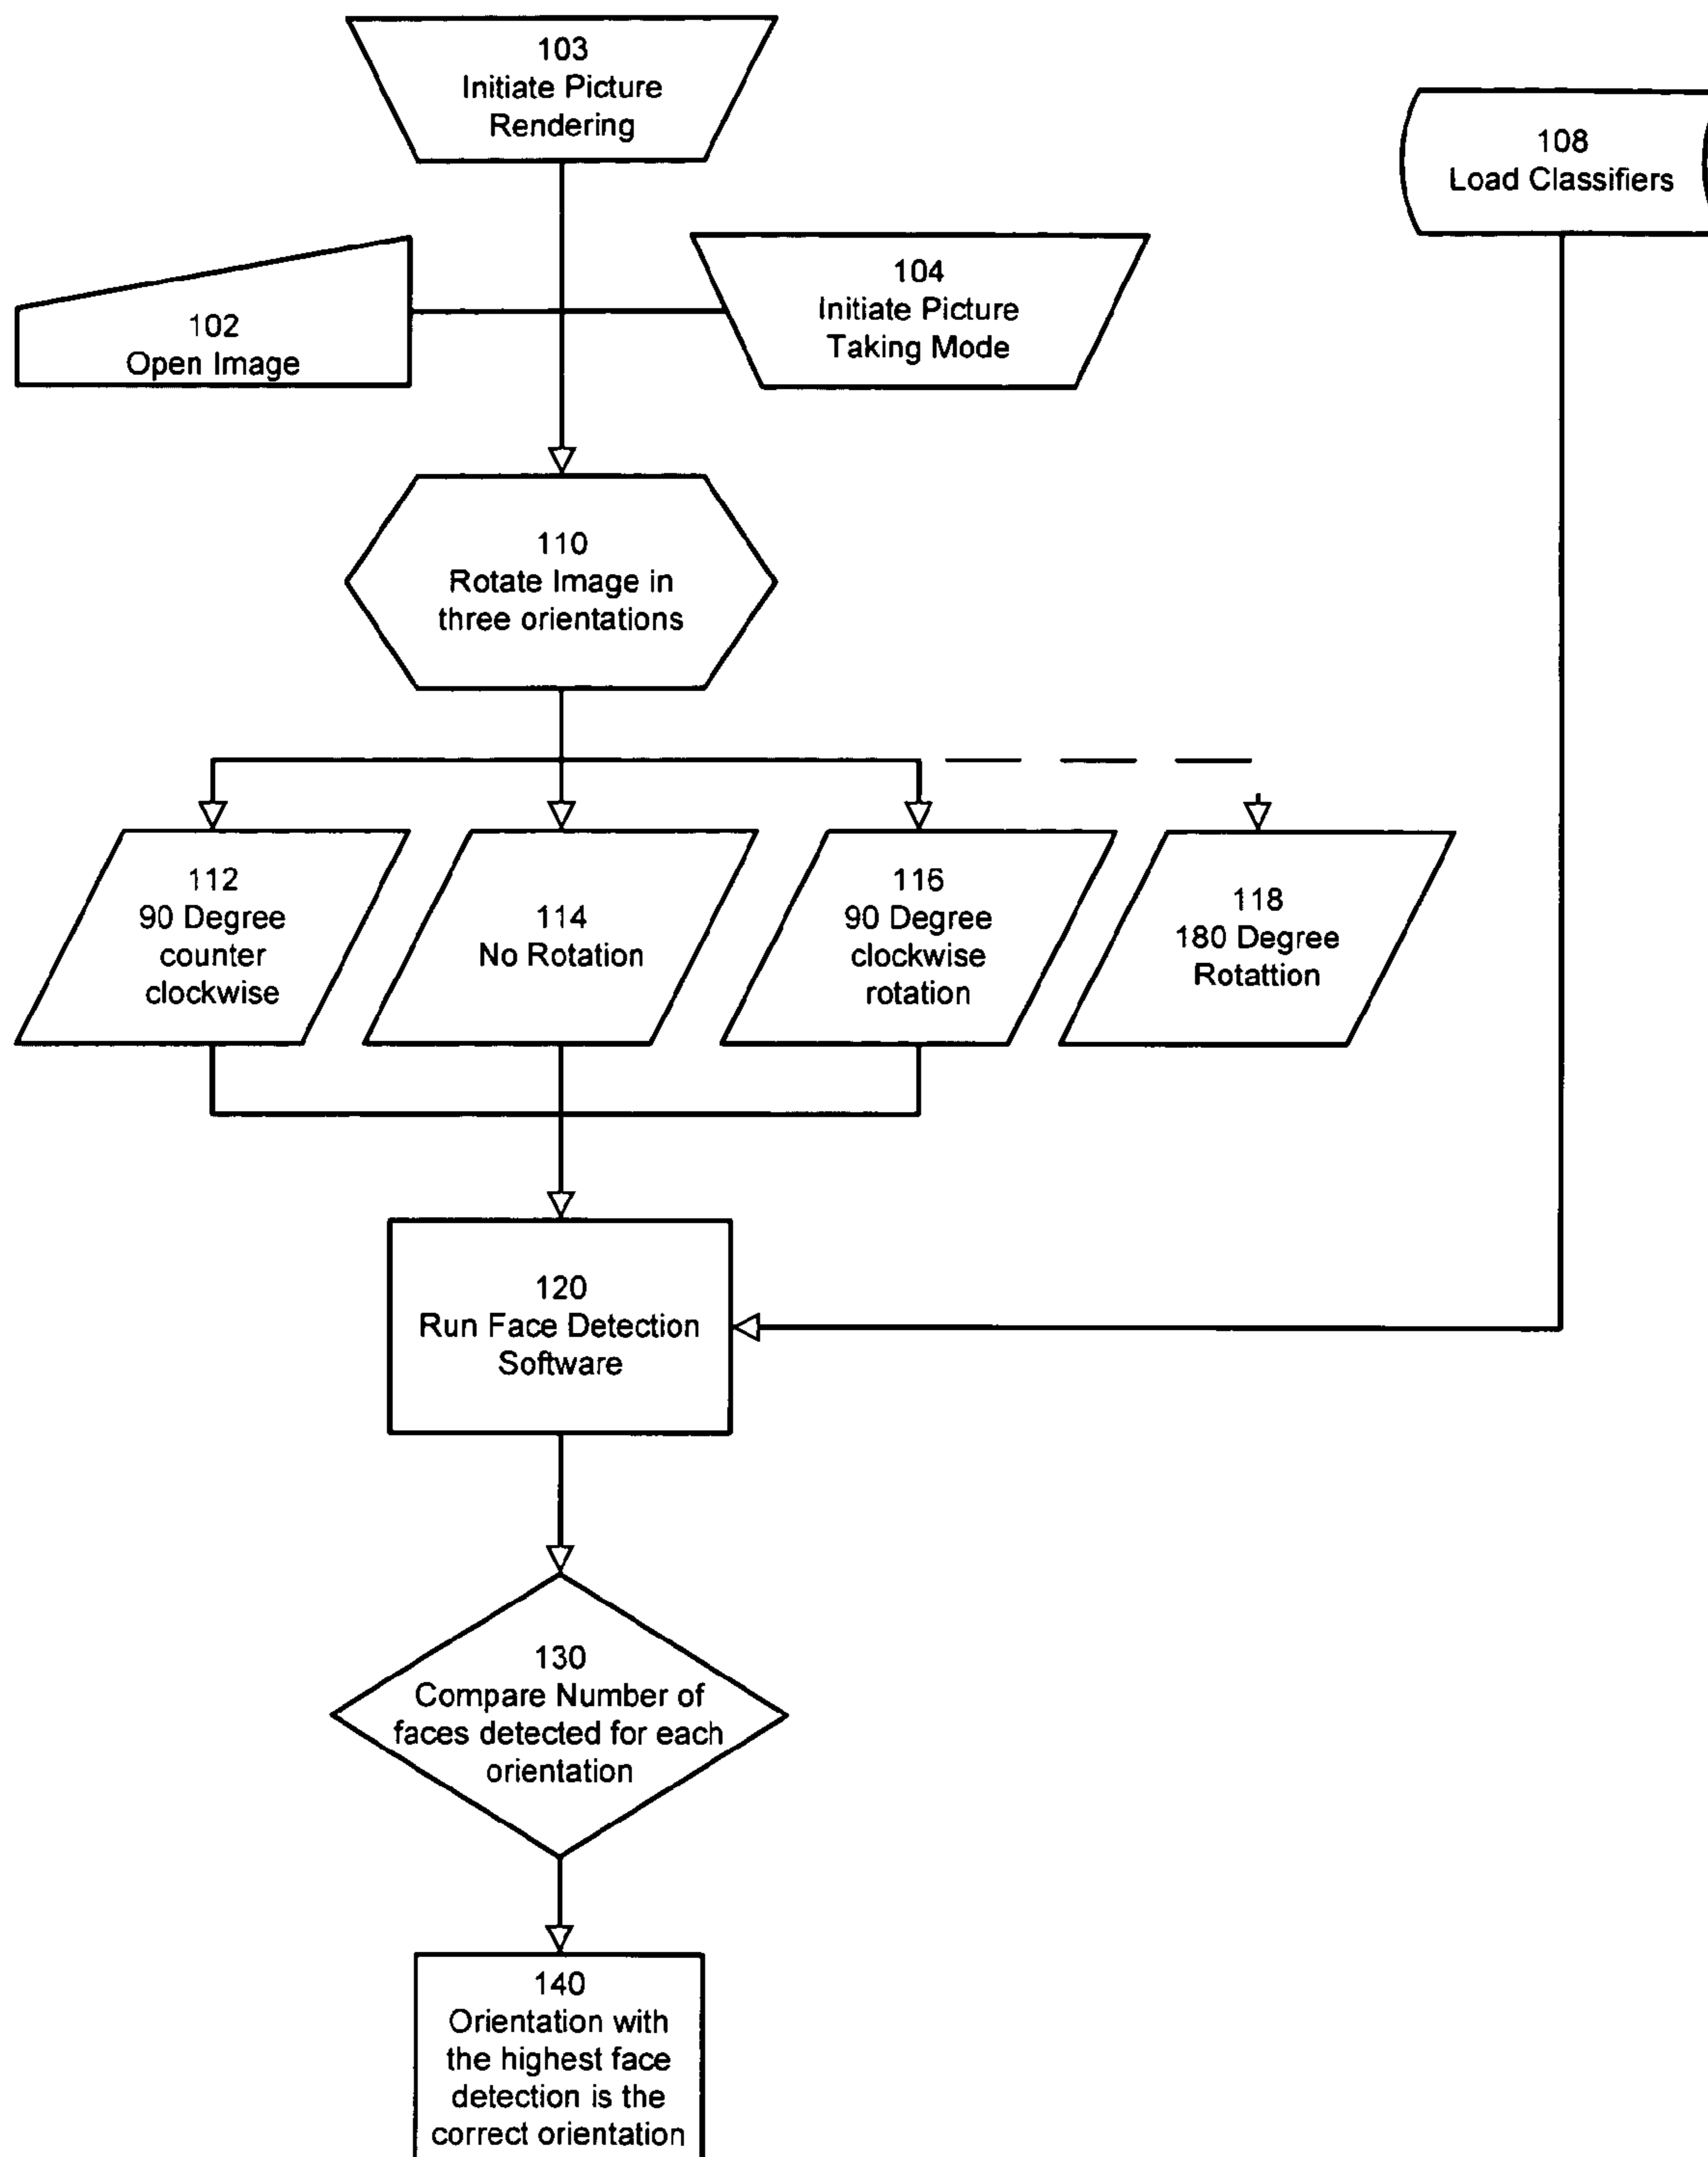 103
Initiate Picture
Rendering
108
Load Classifiers
102
Open Image
104
Initiate Picture
Taking Mode
110
Rotate Image in
three orientations
112
90 Degree
counter
clockwise
114
No Rotation
116
90 Degree
clockwise
rotation
118
180 Degree
Rotattion
120
Run Face Detection
Software
130
Compare Number of
faces detected for each
orientation
140
Orientation with
the highest face
detection is the
correct orientation